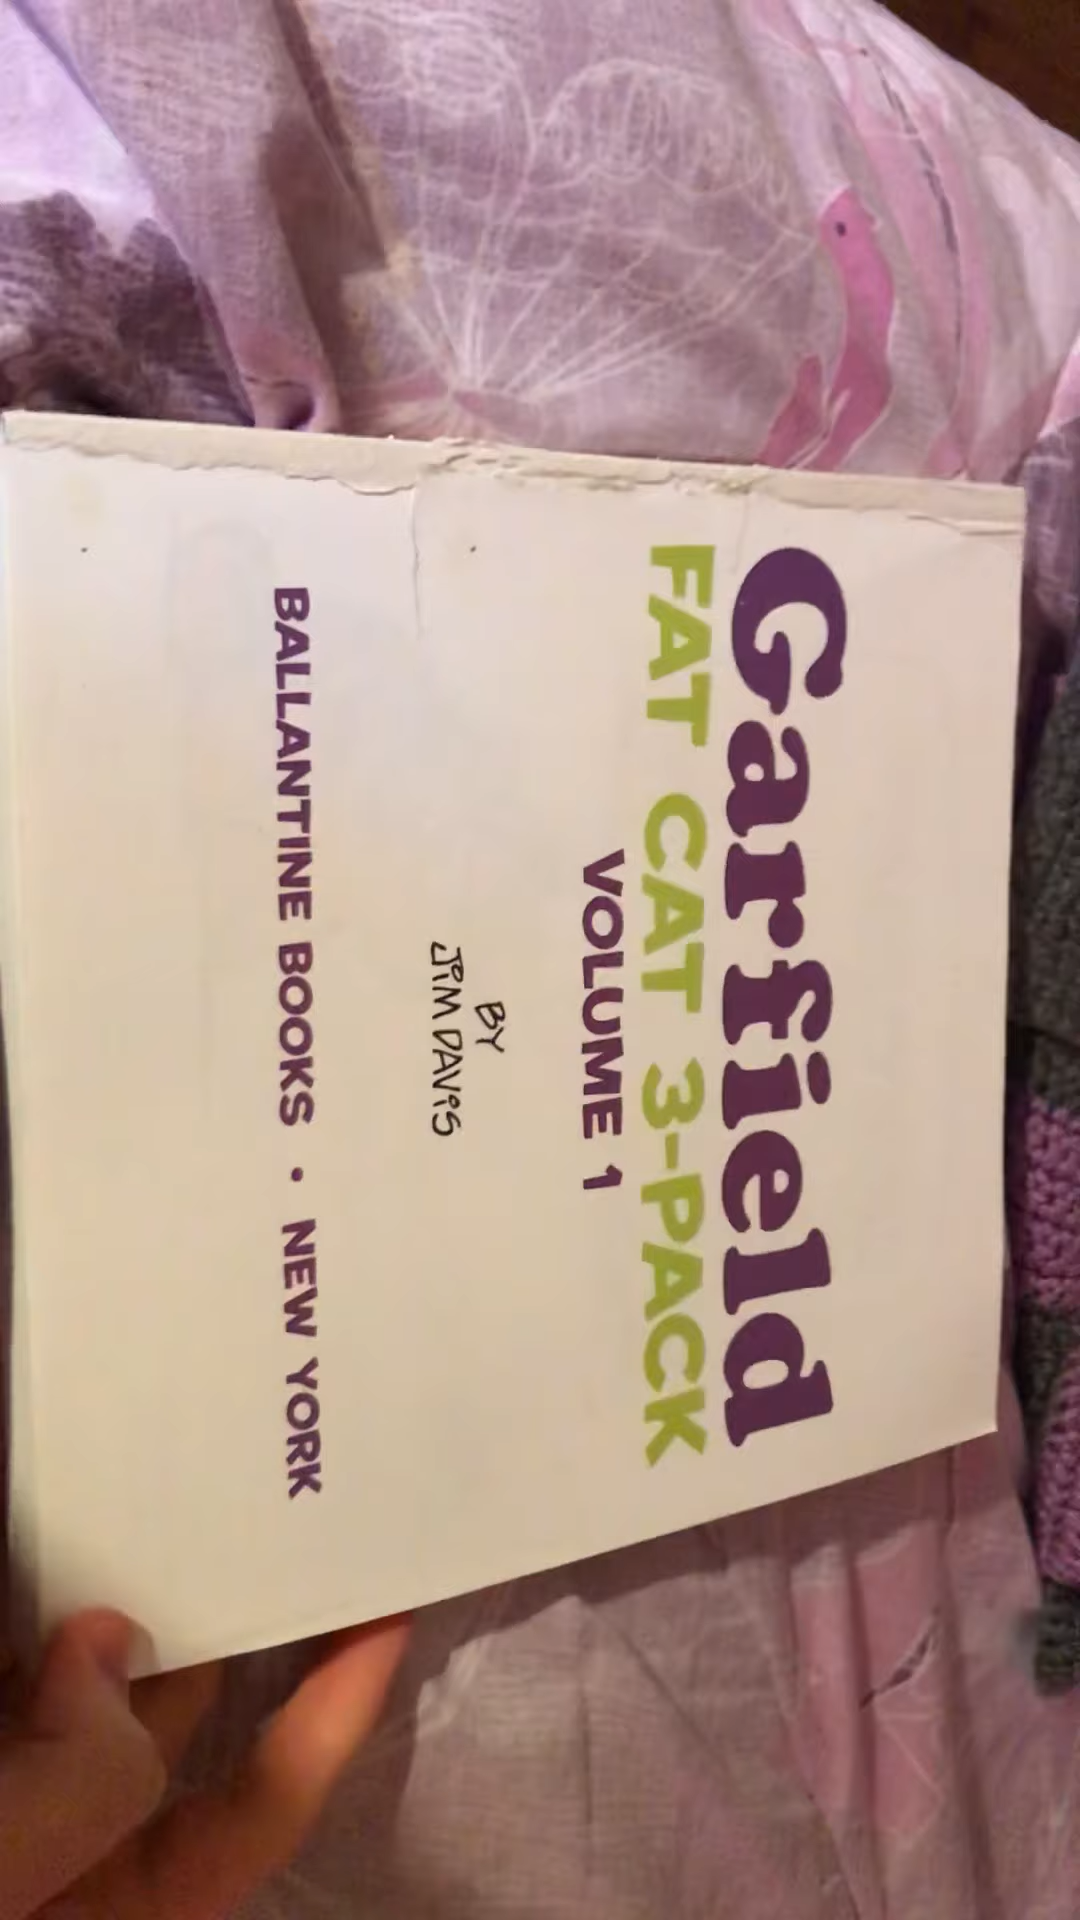 Garfield
FAT CAT 3-PACK
VOLUME 1
BY
JIM DAVIS
BALLANTINE BOOKS • NEW YORK